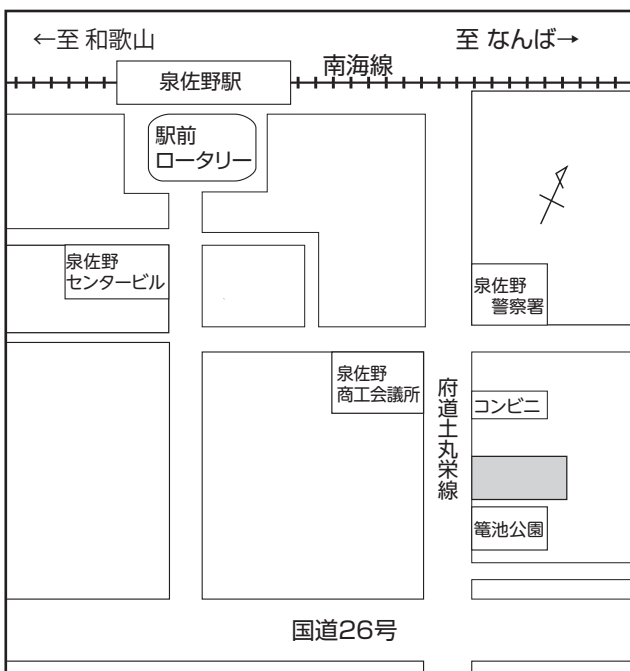 ←至 和歌山
至 なんば→
南海線
泉佐野駅
駅前
ロータリー
泉佐野
センタービル
泉佐野
警察署
泉佐野
商工会議所
府道土丸栄線
コンビニ
篭池公園
国道26号